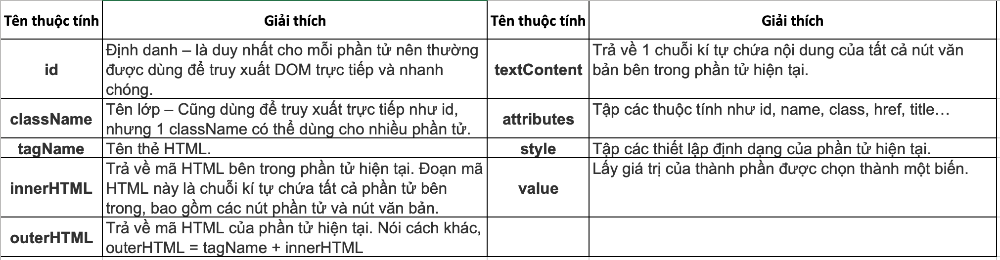 Tên thuộc tính
Giải thích
Tên thuộc tính
Giải thích
id
Định danh – là duy nhất cho mỗi phần tử nên thường
được dùng để truy xuất DOM trực tiếp và nhanh
chóng.
textContent
Trả về 1 chuỗi kí tự chứa nội dung của tất cả nút văn
bản bên trong phần tử hiện tại.
className
Tên lớp – Cũng dùng để truy xuất trực tiếp như id,
nhưng 1 className có thể dùng cho nhiều phần tử.
attributes
Tập các thuộc tính như id, name, class, href, title…
tagName
Tên thẻ HTML.
style
Tập các thiết lập định dạng của phần tử hiện tại.
innerHTML
Trả về mã HTML bên trong phần tử hiện tại. Đoạn mã
HTML này là chuỗi kí tự chứa tất cả phần tử bên
trong, bao gồm các nút phần tử và nút văn bản.
value
Lấy giá trị của thành phần được chọn thành một biến.
outerHTML
Trả về mã HTML của phần tử hiện tại. Nói cách khác,
outerHTML = tagName + innerHTML